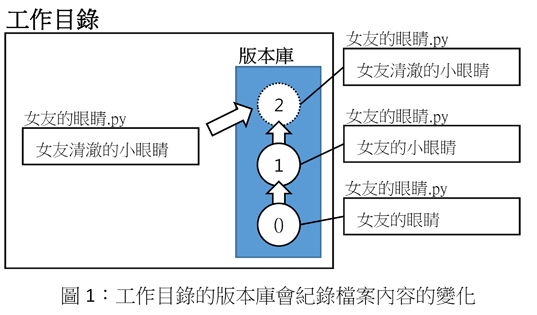 工作目錄
版本庫
女友的眼睛.py
女友清澈的小眼睛
2
女友的眼睛.py
女友清澈的小眼睛
女友的眼睛.py
女友的小眼睛
1
女友的眼睛.py
女友的眼睛
0
圖 1：工作目錄的版本庫會紀錄檔案內容的變化